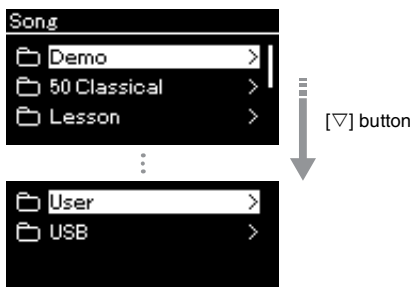 Song
Demo >
50 Classical >
Lesson >
[▽] button
User >
USB >